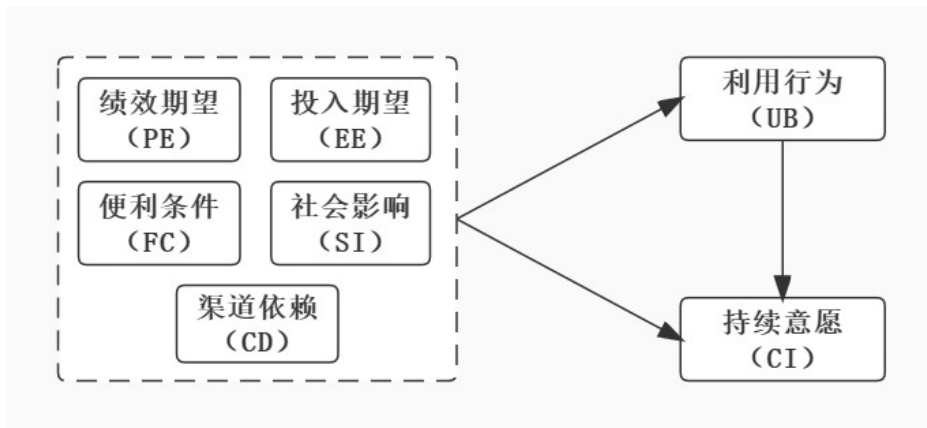 绩效期望
（PE）
投入期望
（EE）
便利条件
（FC）
社会影响
（SI）
渠道依赖
（CD）
利用行为
（UB）
持续意愿
（CI）